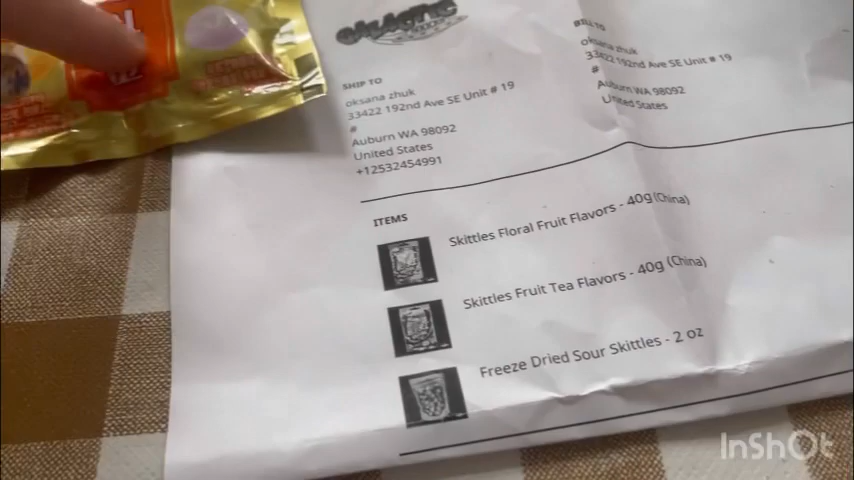 GALACTIC
SHIP TO
oksana zhuk
33422 192nd Ave SE Unit # 19
#
Auburn WA 98092
United States
+12532454991
BILL TO
oksana zhuk
33422 192nd Ave SE Unit # 19
#
Auburn WA 98092
United States
ITEMS
Skittles Floral Fruit Flavors - 40g (China)
Skittles Fruit Tea Flavors - 40g (China)
Freeze Dried Sour Skittles - 2 oz
InShOt